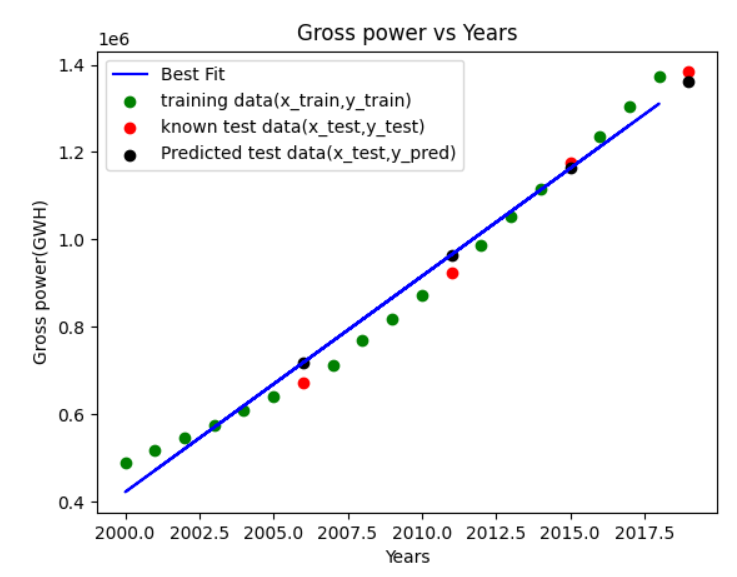 Gross power vs Years
1e6
1.4
1.2
1.0
0.8
0.6
0.4
Gross power(GWH)
Best Fit
training data(x_train,y_train)
known test data(x_test,y_test)
Predicted test data(x_test,y_pred)
2000.0 2002.5 2005.0 2007.5 2010.0 2012.5 2015.0 2017.5
Years